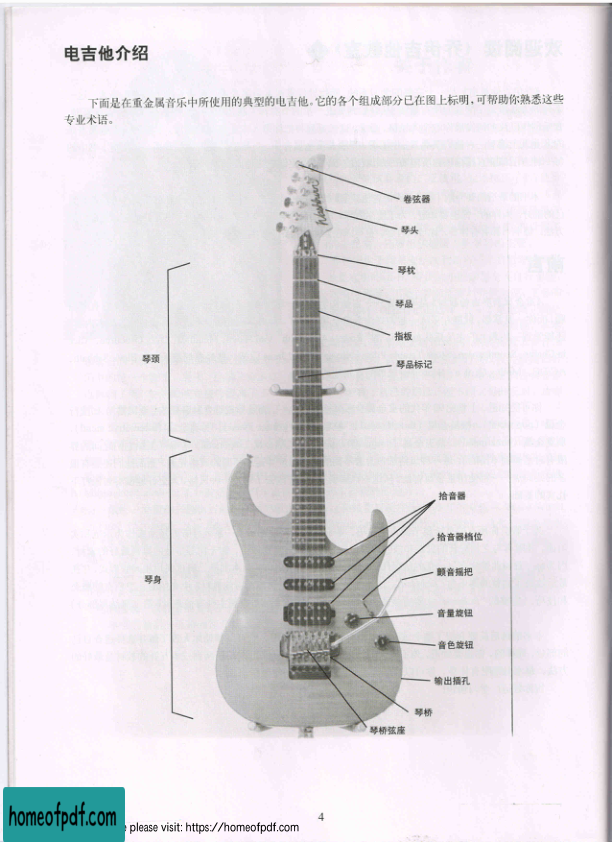 电吉他介绍
下面是在重金属音乐中所使用的典型的电吉他。它的各个组成部分已在图上标明，可帮助你熟悉这些
专业术语。
Washburn
卷弦器
琴头
琴枕
琴品
指板
琴颈
琴品标记
拾音器
拾音器档位
颤音摇把
琴身
音量旋钮
音色旋钮
输出插孔
琴桥
琴桥弦座
4
homeofpdf.com
e please visit: https://homeofpdf.com